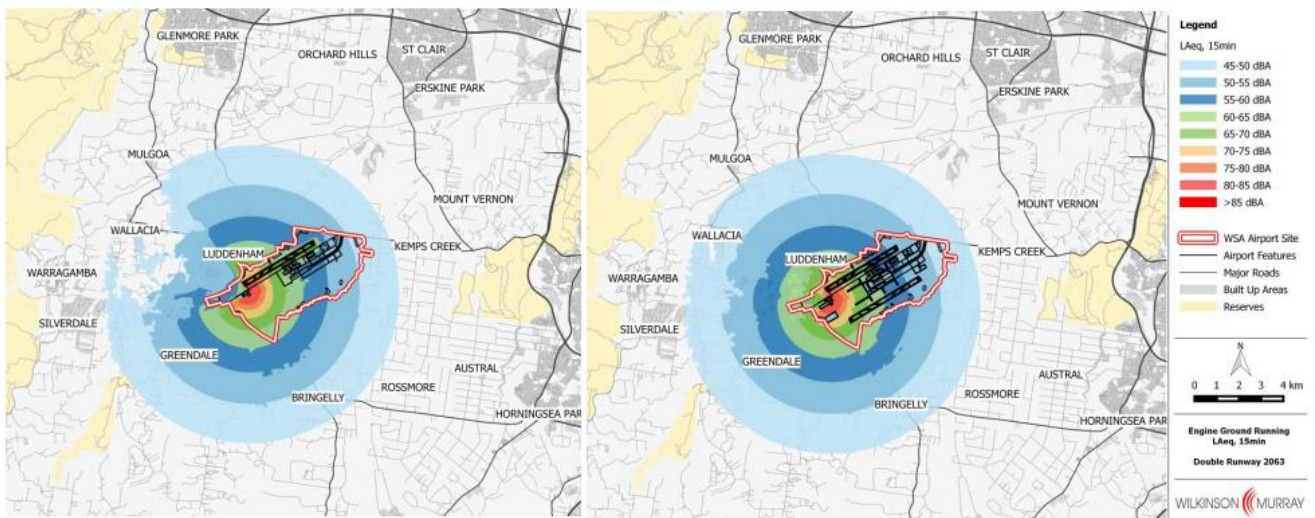 GLENMORE PARK
ORCHARD HILLS
ST CLAIR
ERSKINE PARK
MULGOA
MOUNT VERNON
WALLACIA
KEMPS CREEK
LUDDENHAM
WARRAGAMBA
SILVERDALE
GREENDALE
AUSTRAL
ROSSMORE
BRINGELLY
HORNINGSEA PAR
GLENMORE PARK
ORCHARD HILLS
ST CLAIR
ERSKINE PARK
MULGOA
MOUNT VERNON
WALLACIA
KEMPS CREEK
LUDDENHAM
WARRAGAMBA
SILVERDALE
GREENDALE
AUSTRAL
ROSSMORE
BRINGELLY
HORNINGSEA PAR
Legend
LAeq, 15min
45-50 dBA
50-55 dBA
55-60 dBA
60-65 dBA
65-70 dBA
70-75 dBA
75-80 dBA
80-85 dBA
>85 dBA
WSA Airport Site
Airport Features
Major Roads
Built Up Areas
Reserves
N
0 1 2 3 4 km
Engine Ground Running
LAeq, 15min
Double Runway 2063
WILKINSON MURRAY